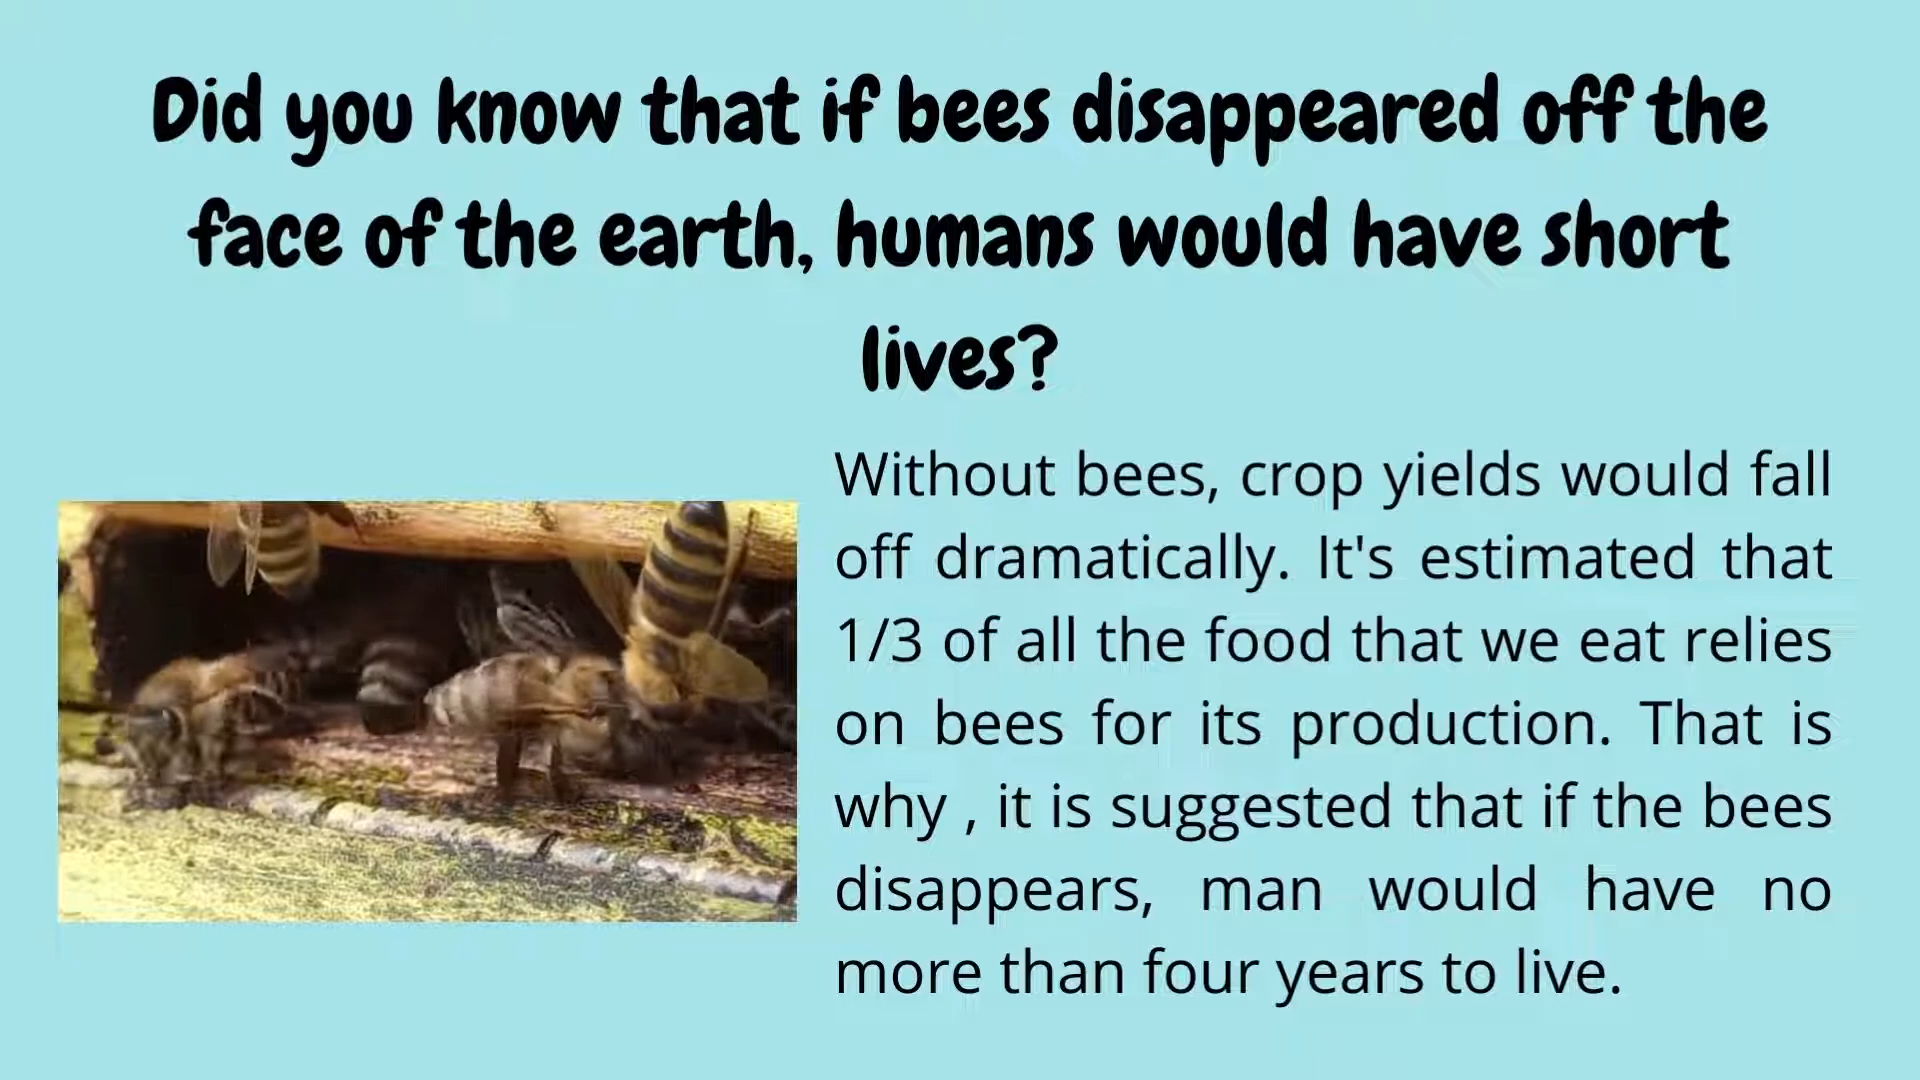 Did you know that if bees disappeared off the
face of the earth, humans would have short
lives?
Without bees, crop yields would fall
off dramatically. It's estimated that
1/3 of all the food that we eat relies
on bees for its production. That is
why , it is suggested that if the bees
disappears, man would have no
more than four years to live.